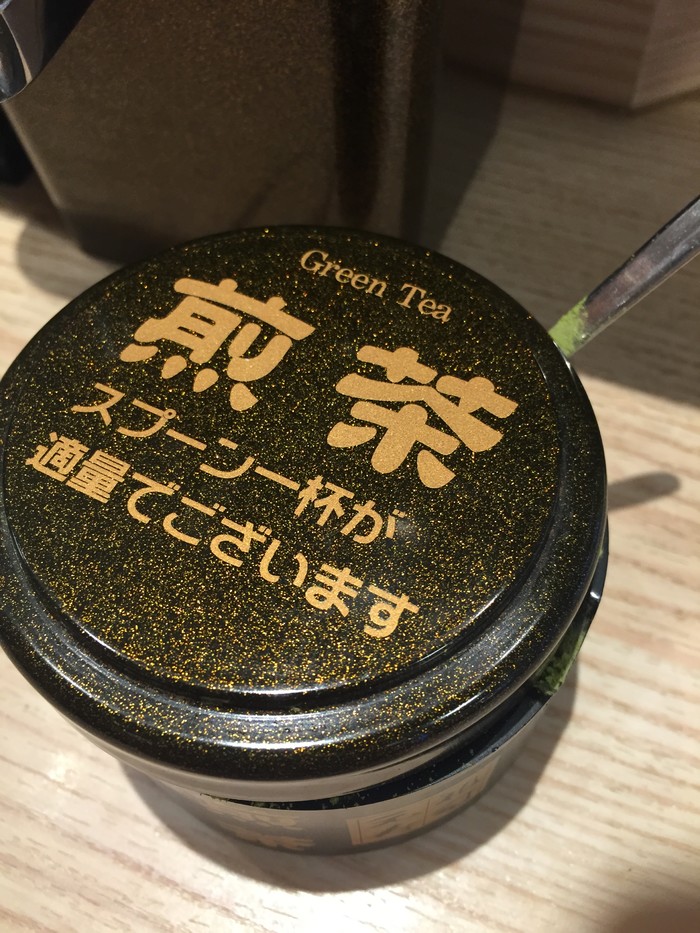 Green Tea
煎茶
スプーン一杯が
適量でございます